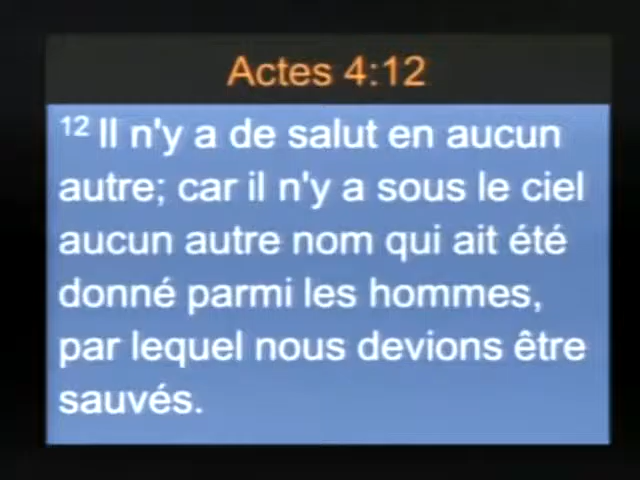 Actes 4:12
12 Il n'y a de salut en aucun
autre; car il n'y a sous le ciel
aucun autre nom qui ait été
donné parmi les hommes,
par lequel nous devions être
sauvés.